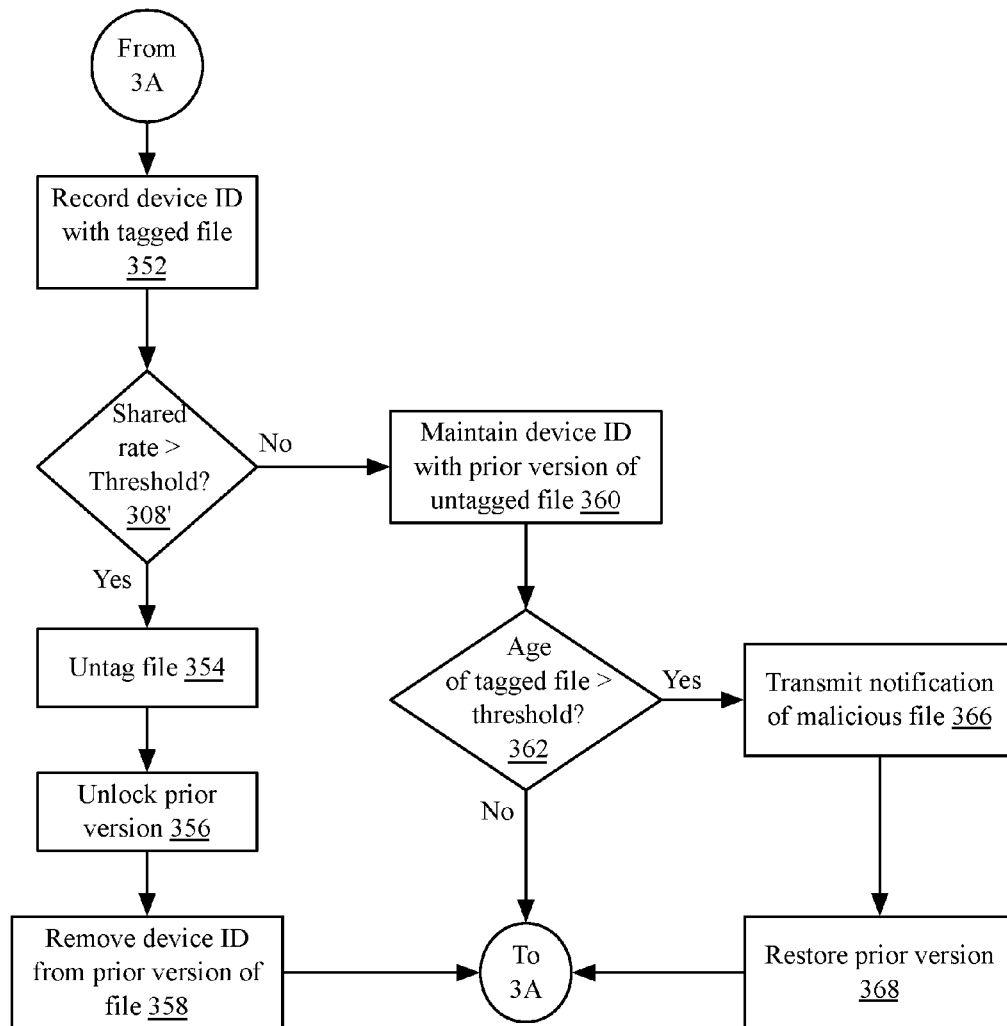 From
3A
Record device ID
with tagged file
352
Shared
rate >
Threshold?
308'
No
Yes
Maintain device ID
with prior version of
untagged file 360
Untag file 354
Age
of tagged file >
threshold?
362
Yes
No
Transmit notification
of malicious file 366
Unlock prior
version 356
Remove device ID
from prior version of
file 358
To
3A
Restore prior version
368